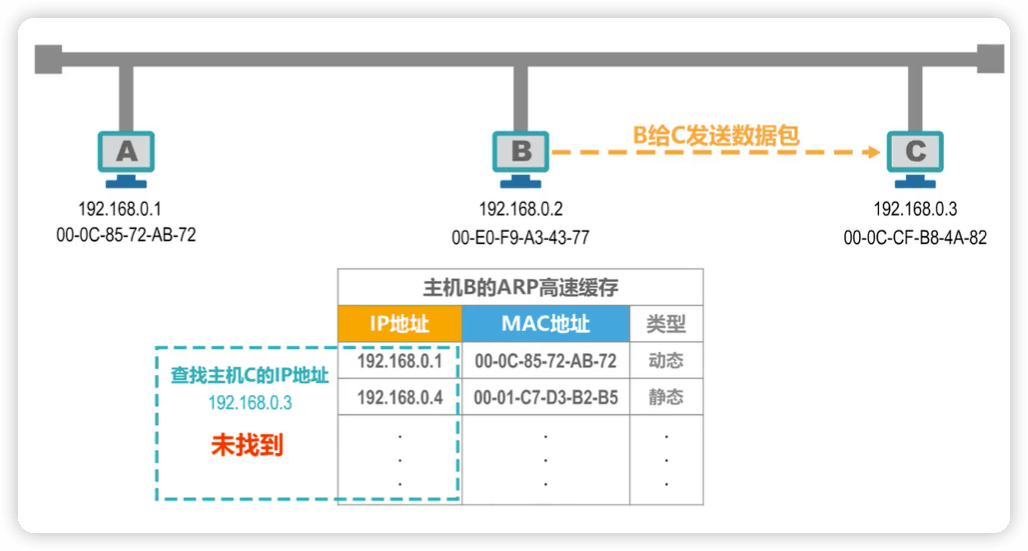 A
B
B给C发送数据包
C
192.168.0.1
192.168.0.2
192.168.0.3
00-0C-85-72-AB-72
00-E0-F9-A3-43-77
00-0C-CF-B8-4A-82
主机B的ARP高速缓存
IP地址 MAC地址 类型
192.168.0.1 00-0C-85-72-AB-72 动态
192.168.0.4 00-01-C7-D3-B2-B5 静态
. . .
. . .
. . .
查找主机C的IP地址
192.168.0.3
未找到